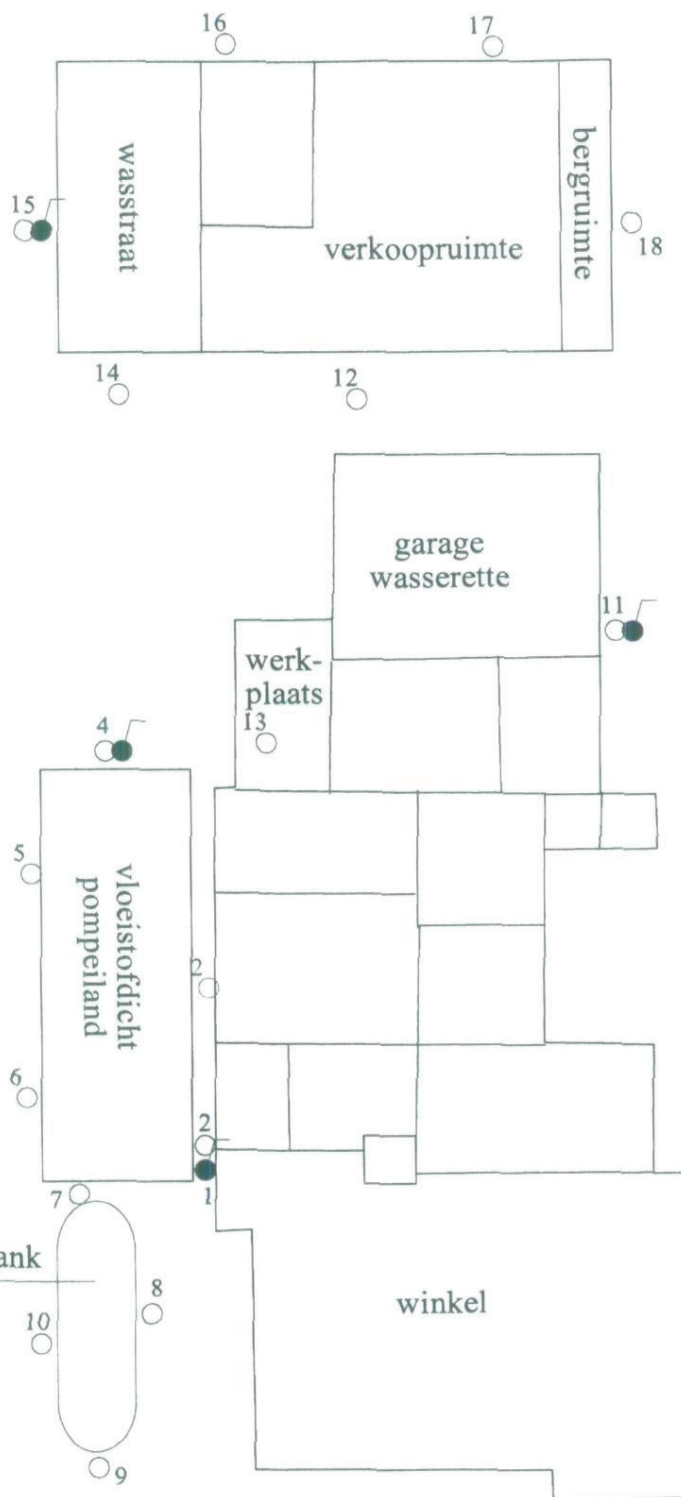 16
17
wasstraat
bergruimte
15
verkoopruimte
18
14
12
garage
wasserette
11
werk-
plaats
13
4
5
vloeistofdicht
pompeiland
2
6
2
7
1
ank
8
winkel
10
9